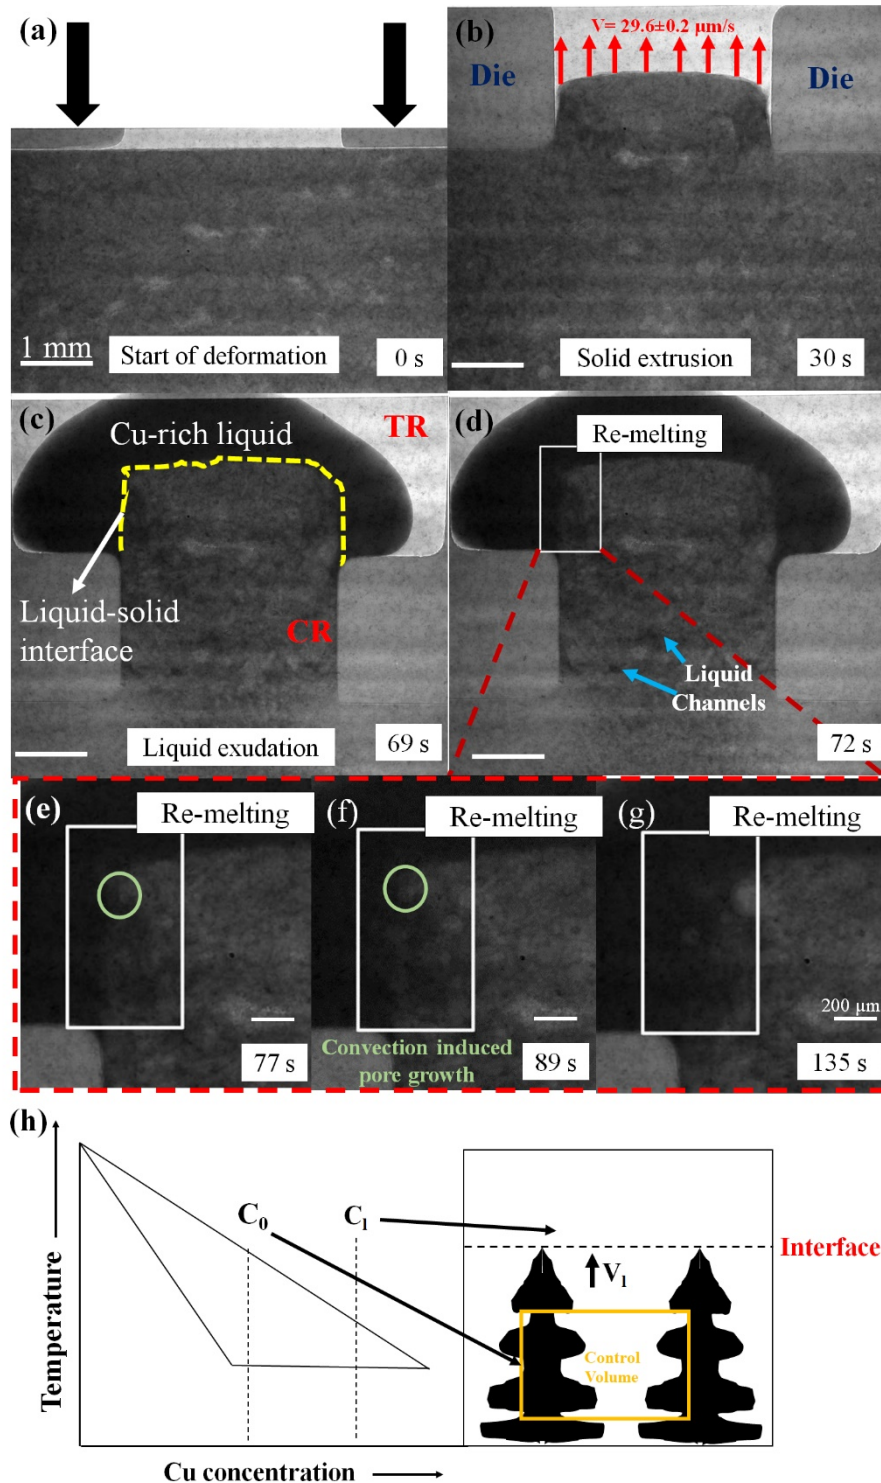 (a)
1 mm
Start of deformation
0 s
(b)
V= 29.6±0.2 μm/s
Die
Die
Solid extrusion
30 s
(c)
Cu-rich liquid
TR
Liquid-solid
interface
CR
Liquid exudation
69 s
(d)
Re-melting
Liquid
Channels
72 s
(e)
Re-melting
77 s
(f)
Re-melting
Convection induced
pore growth
89 s
(g)
Re-melting
200 μm
135 s
(h)
Temperature
C0
Cl
Cu concentration
Interface
Vl
Control
Volume